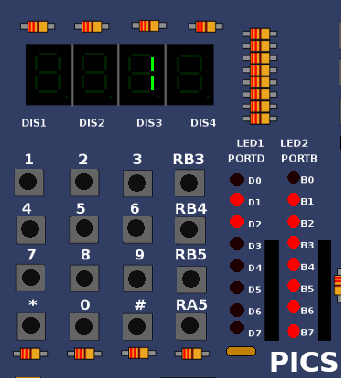 1
DIS1 DIS2 DIS3 DIS4
LED1 LED2
PORTD PORTB
1 2 3 RB3
4 5 6 RB4
7 8 9 RB5
* 0 # RA5
D0 B0
D1 B1
D2 B2
D3 B3
D4 B4
D5 B5
D6 B6
D7 B7
PICS